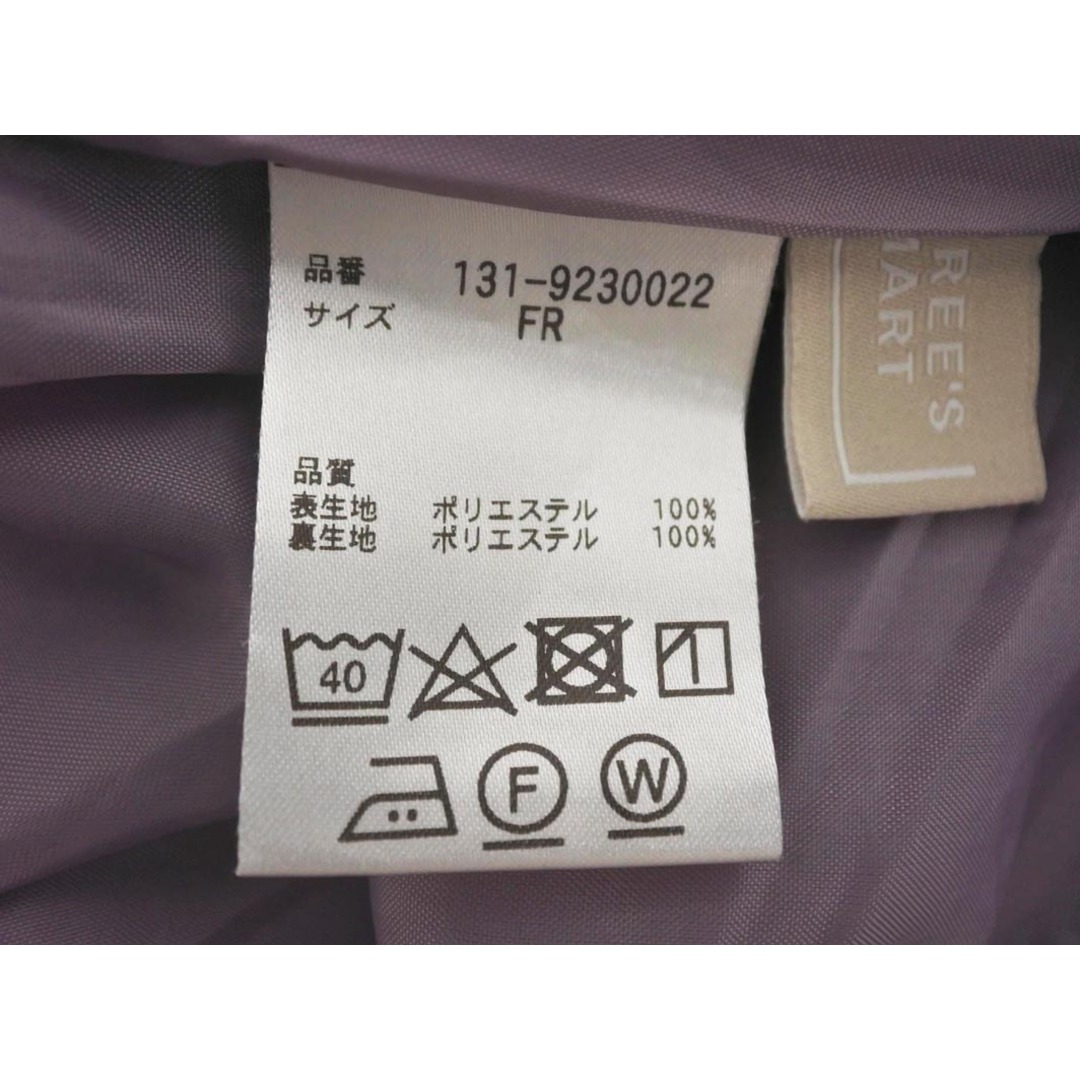 品番 131-9230022
サイズ FR
品質
表生地 ポリエステル 100%
裏生地 ポリエステル 100%
40
F
W
REE'S
MART